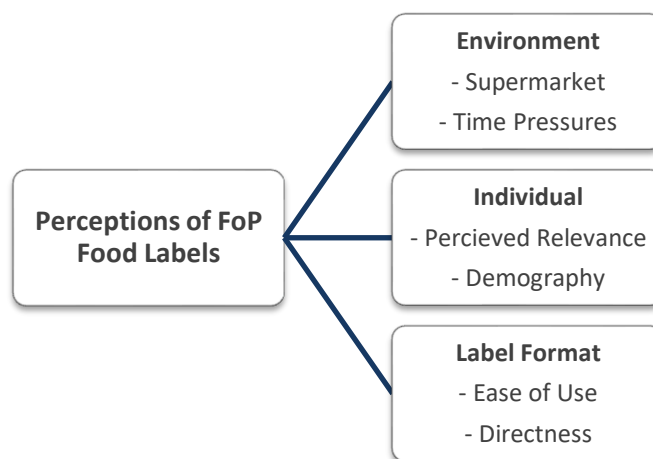 Perceptions of FoP
Food Labels
Environment
- Supermarket
- Time Pressures
Individual
- Percieved Relevance
- Demography
Label Format
- Ease of Use
- Directness